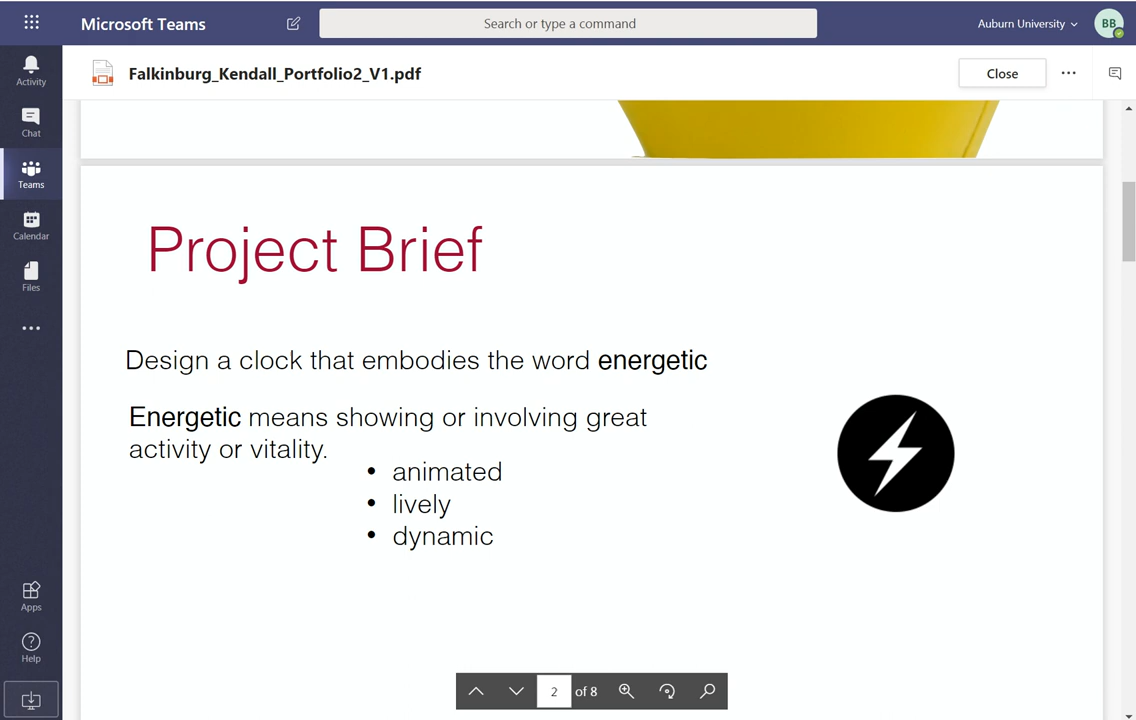 Microsoft Teams
Search or type a command
Auburn University
BB
Activity
Falkinburg_Kendall_Portfolio2_V1.pdf
Close
Chat
Teams
Calendar
Files
Project Brief
Design a clock that embodies the word energetic
Energetic means showing or involving great
activity or vitality.
• animated
• lively
• dynamic
Apps
Help
2 of 8